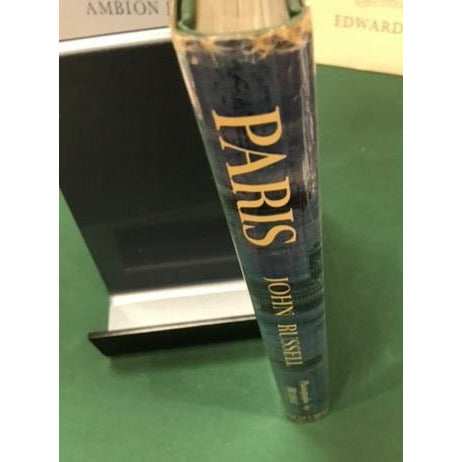 AMBION
EDWARD
PARIS
JOHN RUSSELL